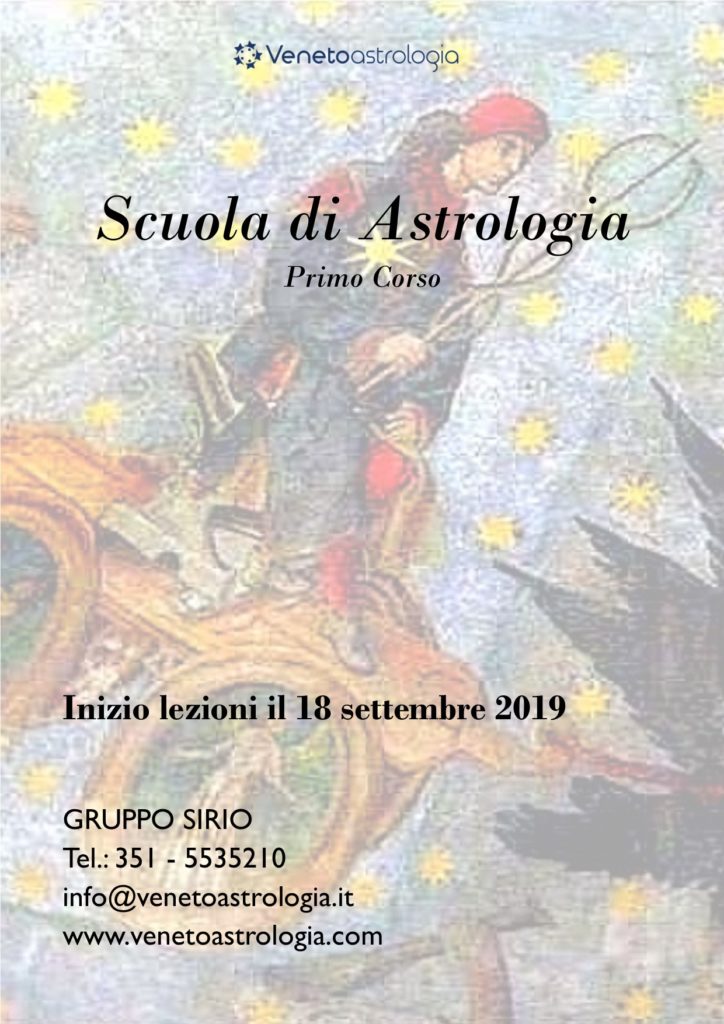 Venetoastrologia
Scuola di Astrologia
Primo Corso
Inizio lezioni il 18 settembre 2019
GRUPPO SIRIO
Tel.: 351 - 5535210
info@venetoastrologia.it
www.venetoastrologia.com